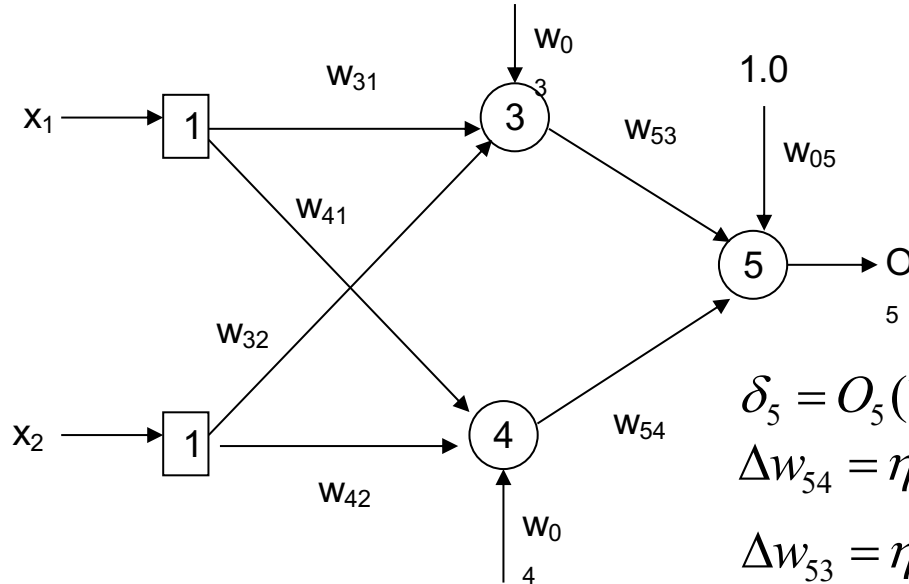 w₀
₃
w₃₁
1.0
x₁
1
3
w₅₃
w₀₅
w₄₁
5
O
₅
w₃₂
x₂
1
4
w₅₄
w₄₂
w₀
₄
δ₅ = O₅(
Δw₅₄ = η
Δw₅₃ = η